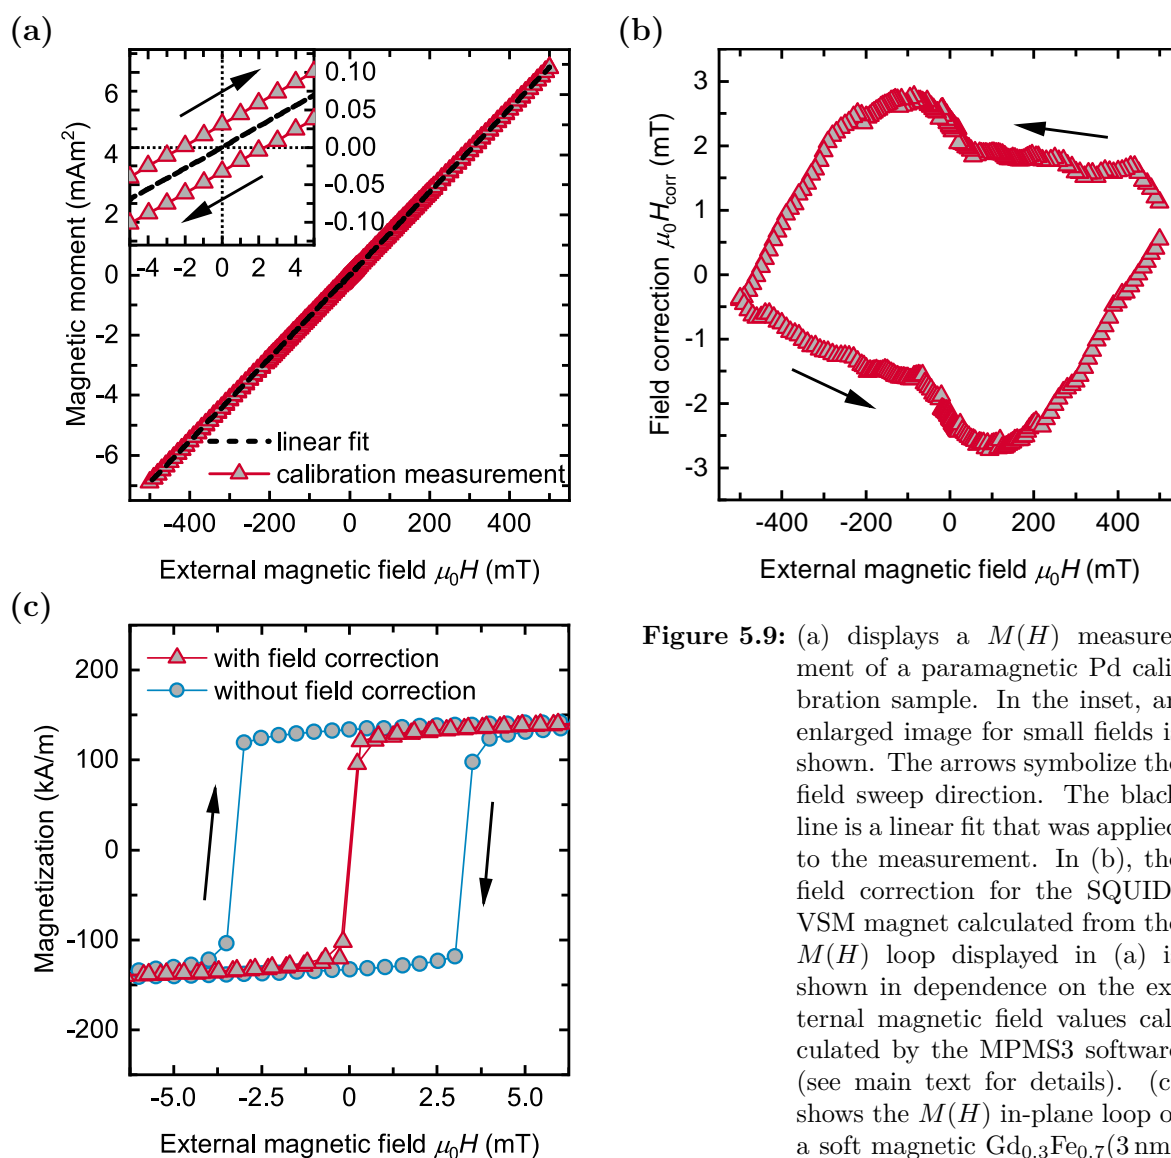 (a)
Magnetic moment (mAm²)
6
4
2
0
-2
-4
-6
0.10
0.05
0.00
-0.05
-0.10
-4 -2 0 2 4
linear fit
calibration measurement
-400 -200 0 200 400
External magnetic field μ₀H (mT)
(b)
Field correction μ₀Hcorr (mT)
3
2
1
0
-1
-2
-3
-400 -200 0 200 400
External magnetic field μ₀H (mT)
(c)
Magnetization (kA/m)
200
100
0
-100
-200
with field correction
without field correction
-5.0 -2.5 0 2.5 5.0
External magnetic field μ₀H (mT)
Figure 5.9: (a) displays a M(H) measure
ment of a paramagnetic Pd cali
bration sample. In the inset, an
enlarged image for small fields i
shown. The arrows symbolize the
field sweep direction. The black
line is a linear fit that was applied
to the measurement. In (b), the
field correction for the SQUID
VSM magnet calculated from the
M(H) loop displayed in (a) i
shown in dependence on the ex
ternal magnetic field values cal
culated by the MPMS3 software
(see main text for details). (c
shows the M(H) in-plane loop o
a soft magnetic Gd₀.₃Fe₀.₇(3 nm